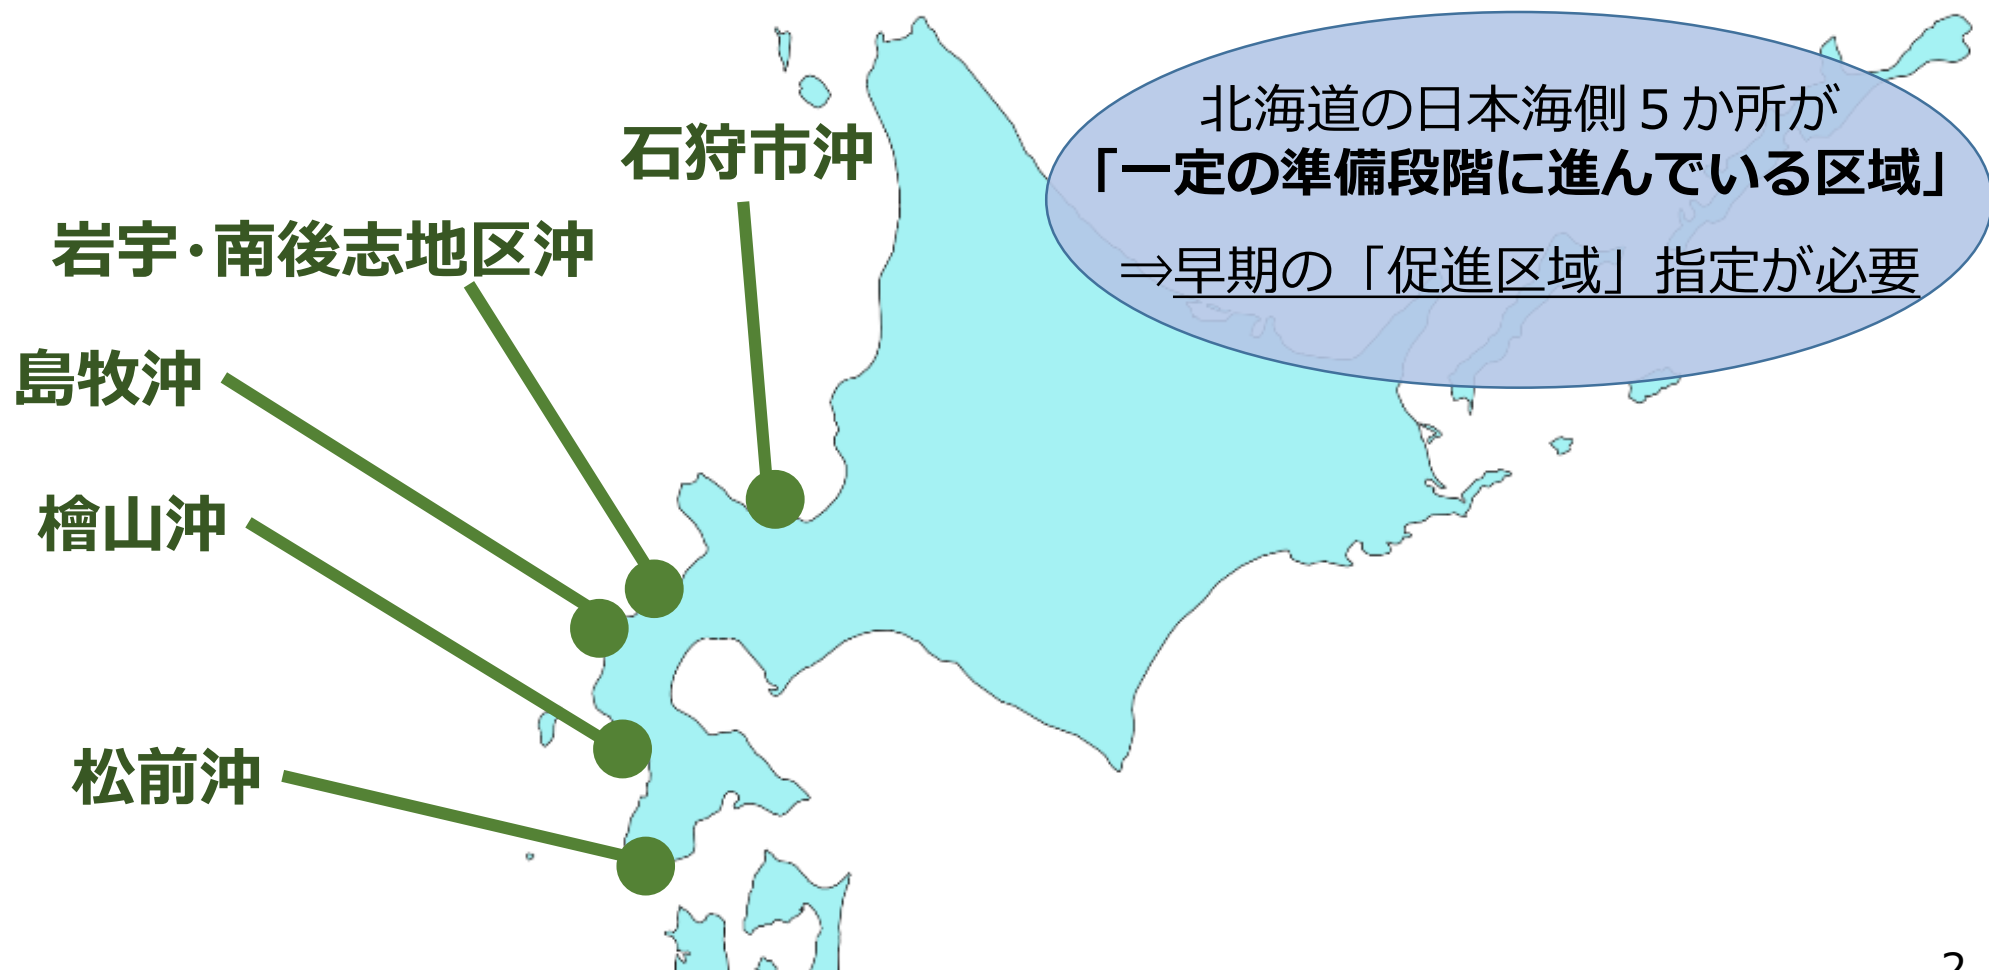 北海道の日本海側５か所が
「一定の準備段階に進んでいる区域」
⇒早期の「促進区域」指定が必要
石狩市沖
岩宇･南後志地区沖
島牧沖
檜山沖
松前沖
2